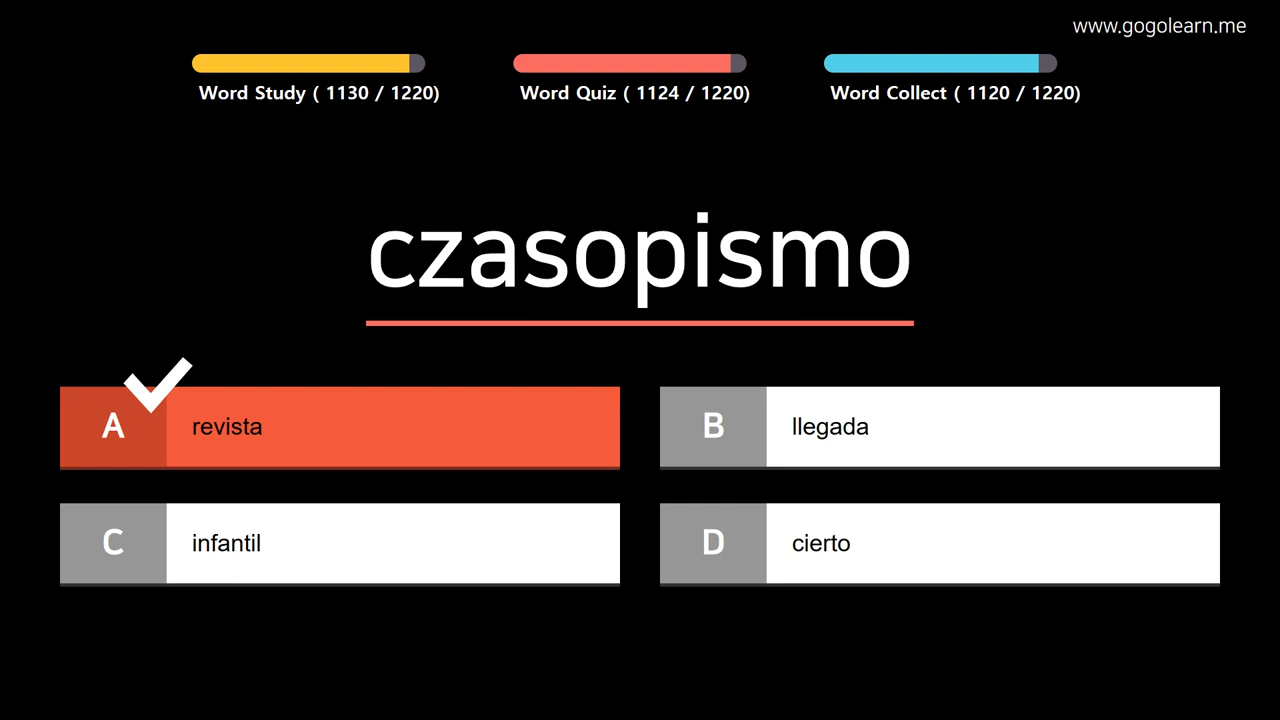 www.gogolearn.me
Word Study ( 1130 / 1220)
Word Quiz ( 1124 / 1220)
Word Collect ( 1120 / 1220)
czasopismo
A revista
B llegada
C infantil
D cierto